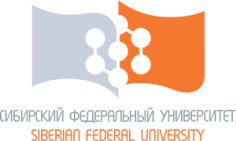 СИБИРСКИЙ ФЕДЕРАЛЬНЫЙ УНИВЕРСИТЕТ
SIBERIAN FEDERAL UNIVERSITY